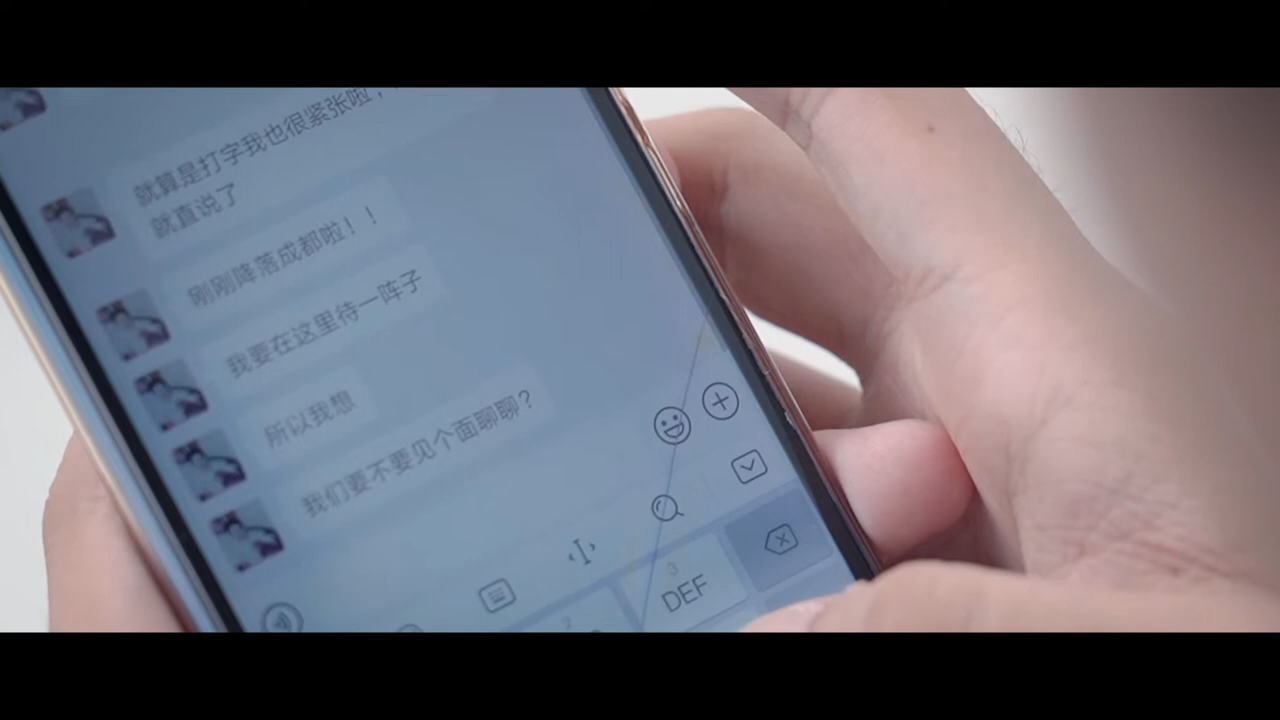 就算是打字我也很紧张啦，
就直说了
刚刚降落成都啦！！
我要在这里待一阵子
所以我想
我们要不要见个面聊聊？
2
3
DEF